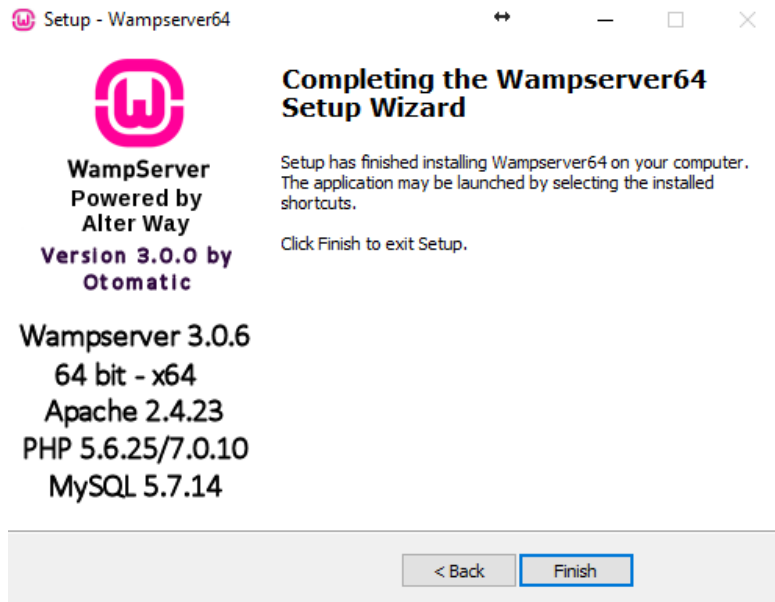 Setup - Wampserver64
WampServer
Powered by
Alter Way
Version 3.0.0 by
Otomatic
Wampserver 3.0.6
64 bit - x64
Apache 2.4.23
PHP 5.6.25/7.0.10
MySQL 5.7.14
Completing the Wampserver64
Setup Wizard
Setup has finished installing Wampserver64 on your computer.
The application may be launched by selecting the installed
shortcuts.
Click Finish to exit Setup.
< Back
Finish